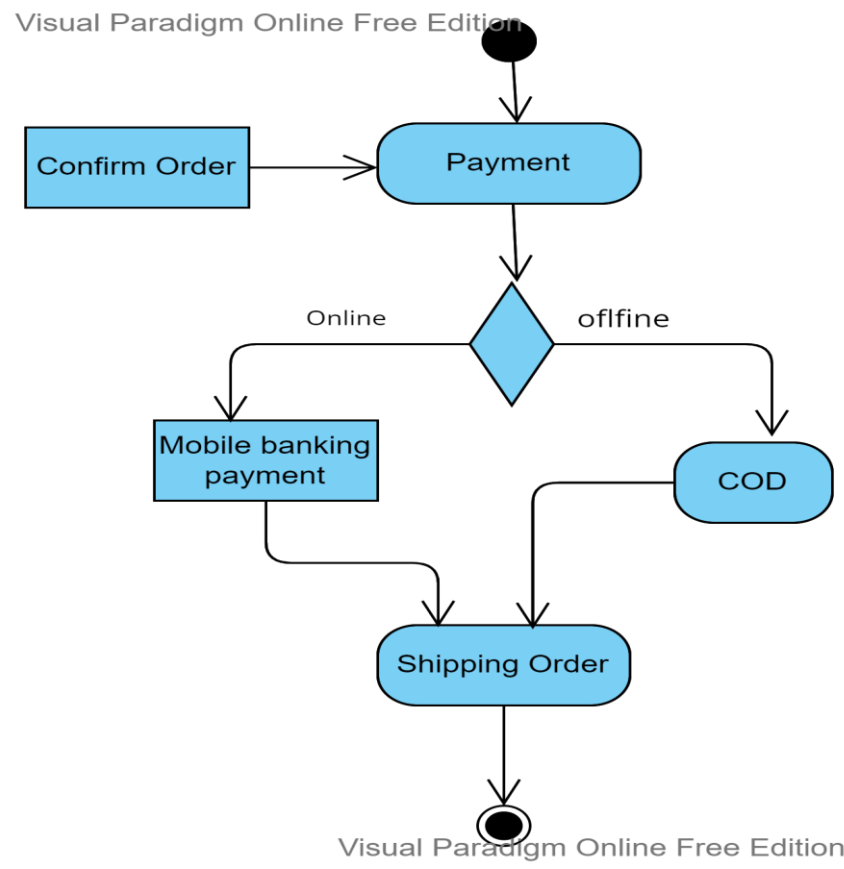 Visual Paradigm Online Free Edition
Confirm Order
Payment
Online
oflfine
Mobile banking
payment
COD
Shipping Order
Visual Paradigm Online Free Edition